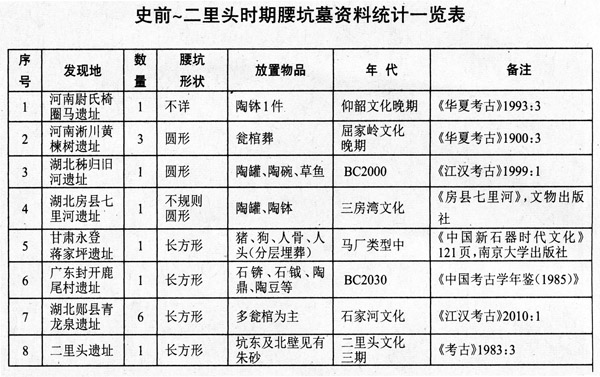 史前~二里头时期腰坑墓资料统计一览表
序号 发现地 数量 腰坑形状 放置物品 年代 备注
1 河南尉氏椅圈马遗址 1 不详 陶钵1件 仰韶文化晚期 《华夏考古》1993:3
2 河南淅川黄楝树遗址 3 圆形 瓮棺葬 屈家岭文化晚期 《华夏考古》1900:3
3 湖北秭归旧河遗址 1 圆形 陶罐、陶碗、草鱼 BC2000 《江汉考古》1999:1
4 湖北房县七里河遗址 1 不规则圆形 陶罐、陶钵 三房湾文化 《房县七里河》,文物出版社
5 甘肃永登蒋家坪遗址 1 长方形 猪、狗、人骨、人头(分层埋葬) 马厂类型中 《中国新石器时代文化》121页,南京大学出版社
6 广东封开鹿尾村遗址 1 长方形 石锛、石钺、陶鼎、陶豆等 BC2030 《中国考古学年鉴(1985)》
7 湖北郧县青龙泉遗址 6 长方形 多瓮棺为主 石家河文化 《江汉考古》2010:1
8 二里头遗址 1 长方形 坑东及北壁见有朱砂 二里头文化三期 《考古》1983:3